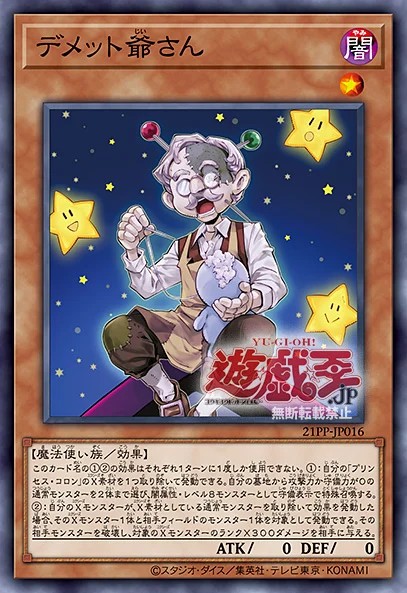 じい
デメット爺さん
やみ
闇
YU-GI-OH!
遊戯王
.JP
無断転載禁止
21PP-JP016
【魔法使い族／効果】
このカード名の①②の効果はそれぞれ1ターンに1度しか使用できない。①：自分の「プリン
セス・コロン」のX素材を1つ取り除いて発動できる。自分の墓地から攻撃力か守備力が0の
通常モンスターを2体まで選び、闇属性・レベル8モンスターとして守備表示で特殊召喚する。
②：自分のXモンスターが、X素材としている通常モンスターを取り除いて効果を発動した
場合、そのXモンスター1体と相手フィールドのモンスター1体を対象として発動できる。その
相手モンスターを破壊し、対象のXモンスターのランク×300ダメージを相手に与える。
ATK/ 0 DEF/ 0
©スタジオ・ダイス／集英社・テレビ東京・KONAMI